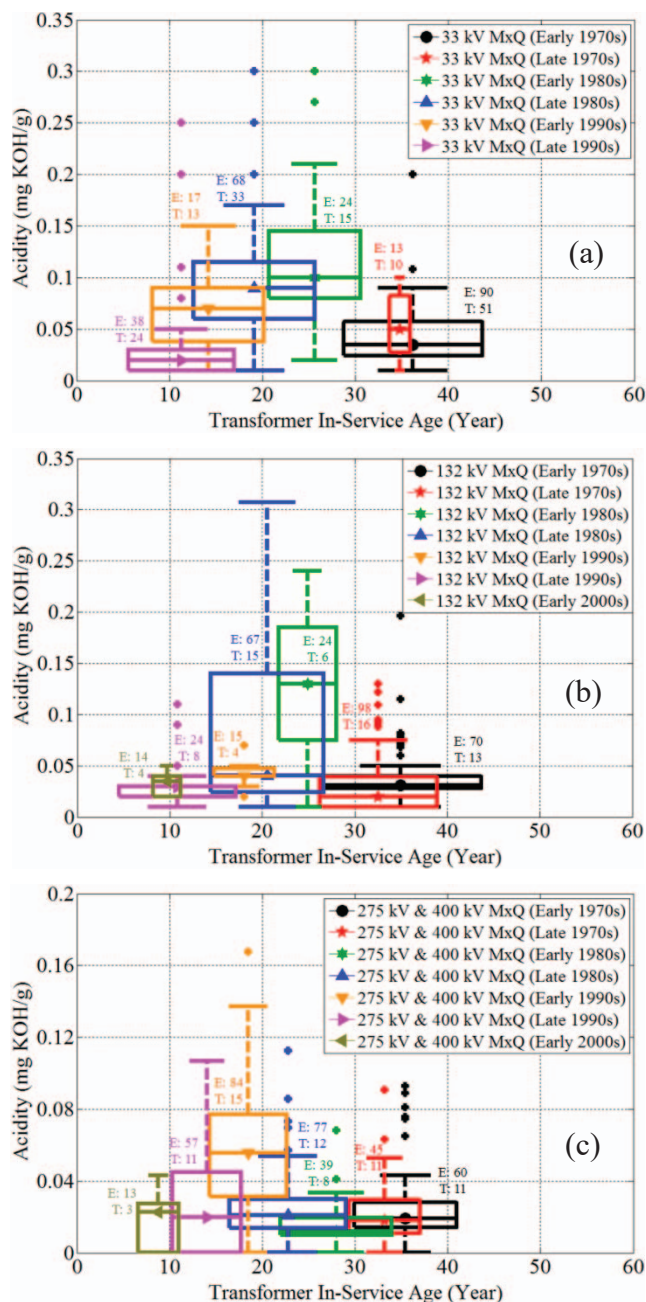 0.35
0.3
0.25
0.2
0.15
0.1
0.05
0
Acidity (mg KOH/g)
33 kV MxQ (Early 1970s)
33 kV MxQ (Late 1970s)
33 kV MxQ (Early 1980s)
33 kV MxQ (Late 1980s)
33 kV MxQ (Early 1990s)
33 kV MxQ (Late 1990s)
E: 17
T: 13
E: 68
T: 33
E: 24
T: 15
E: 13
T: 10
E: 90
T: 51
E: 38
T: 24
(a)
0 10 20 30 40 50 60
Transformer In-Service Age (Year)
0.35
0.3
0.25
0.2
0.15
0.1
0.05
0
Acidity (mg KOH/g)
132 kV MxQ (Early 1970s)
132 kV MxQ (Late 1970s)
132 kV MxQ (Early 1980s)
132 kV MxQ (Late 1980s)
132 kV MxQ (Early 1990s)
132 kV MxQ (Late 1990s)
132 kV MxQ (Early 2000s)
E: 67
T: 15
E: 24
T: 6
E: 98
T: 16
E: 70
T: 13
E: 24
T: 8
E: 15
T: 4
E: 14
T: 4
(b)
0 10 20 30 40 50 60
Transformer In-Service Age (Year)
0.2
0.16
0.12
0.08
0.04
0
Acidity (mg KOH/g)
275 kV & 400 kV MxQ (Early 1970s)
275 kV & 400 kV MxQ (Late 1970s)
275 kV & 400 kV MxQ (Early 1980s)
275 kV & 400 kV MxQ (Late 1980s)
275 kV & 400 kV MxQ (Early 1990s)
275 kV & 400 kV MxQ (Late 1990s)
275 kV & 400 kV MxQ (Early 2000s)
E: 84
T: 15
E: 57
T: 11
E: 77
T: 12
E: 45
T: 11
E: 60
T: 11
E: 39
T: 8
E: 13
T: 3
(c)
0 10 20 30 40 50 60
Transformer In-Service Age (Year)